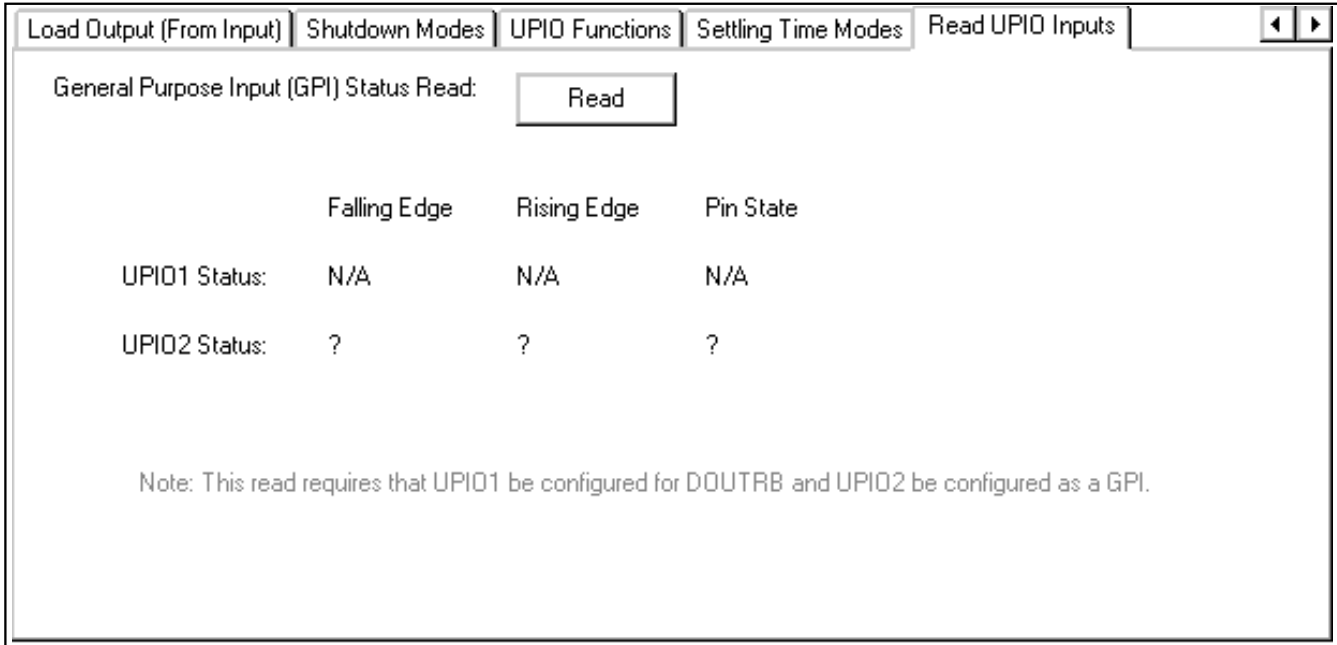 Load Output (From Input) Shutdown Modes UPIO Functions Settling Time Modes Read UPIO Inputs
General Purpose Input (GPI) Status Read: Read
Falling Edge Rising Edge Pin State
UPIO1 Status: N/A N/A N/A
UPIO2 Status: ? ? ?
Note: This read requires that UPIO1 be configured for DOUTRB and UPIO2 be configured as a GPI.